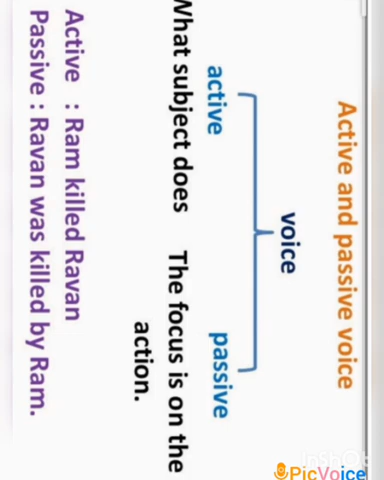 Active and passive voice
voice
active passive
What subject does The focus is on the
action.
Active : Ram killed Ravan
Passive : Ravan was killed by Ram.
PicVoice